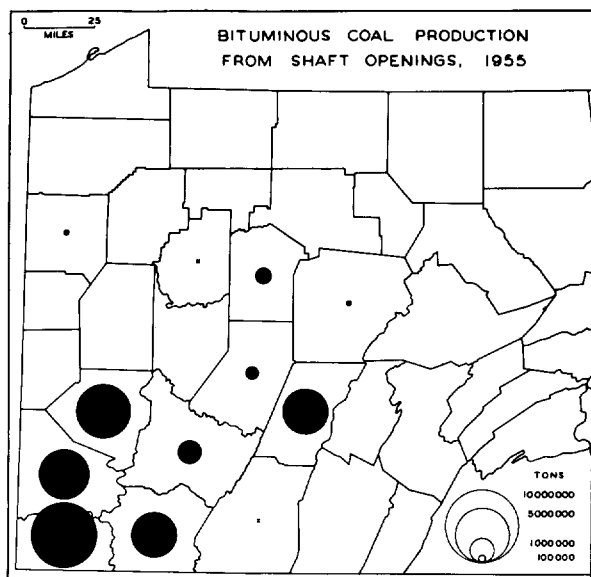 0 25
MILES
BITUMINOUS COAL PRODUCTION
FROM SHAFT OPENINGS, 1955
TONS
10000000
5000000
1000000
100000